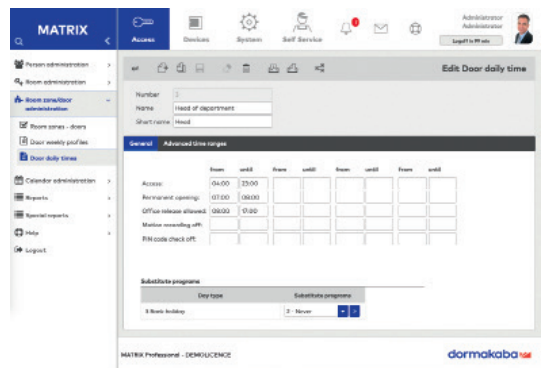 MATRIX
Access
Devices
System
Self Service
Administrator
Administrator
Person administration
Room administration
Room zone/door
administration
Room zones - doors
Door weekly profiles
Door daily times
Calendar administration
Reports
Special reports
Help
Logout
Edit Door daily time
Number 2
Name Head of department
Short name Head
General Advanced time ranges
from until from until from until from until
Access: 04:00 23:00
Permanent opening: 07:00 08:00
Office release allowed: 08:00 17:00
Motion recording off:
PIN code check off:
Substitute programs
Day type Substitute programs
3 Bank holiday 2 - Never
MATRIX Professional - DEMOLICENCE
dormakaba